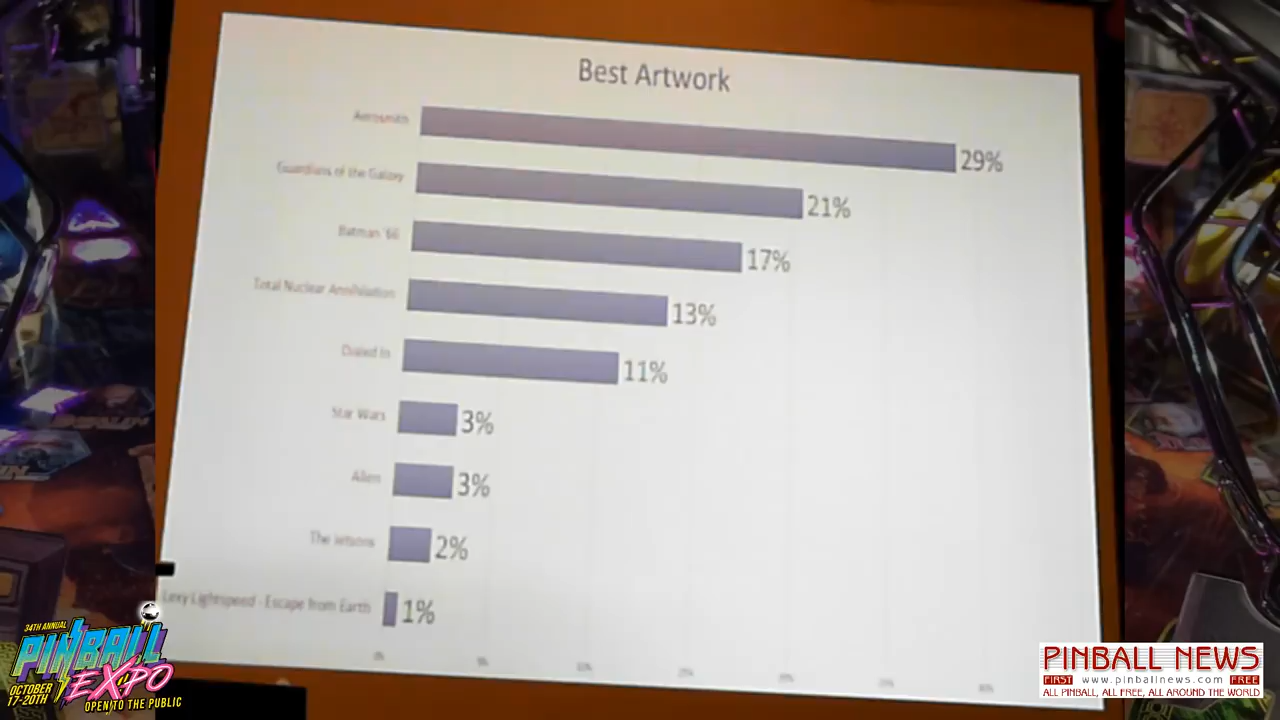 Best Artwork
Aerosmith 29%
Guardians of the Galaxy 21%
Batman '66 17%
Total Nuclear Annihilation 13%
Dialed In 11%
Star Wars 3%
Alien 3%
The Jetsons 2%
Lexy Lightspeed - Escape from Earth 1%
0% 5% 10%
34TH ANNUAL
PINBALL
EXPO
OCTOBER
17-20TH
OPEN TO THE PUBLIC
PINBALL NEWS
FIRST www.pinballnews.com FREE
ALL PINBALL, ALL FREE, ALL AROUND THE WORLD